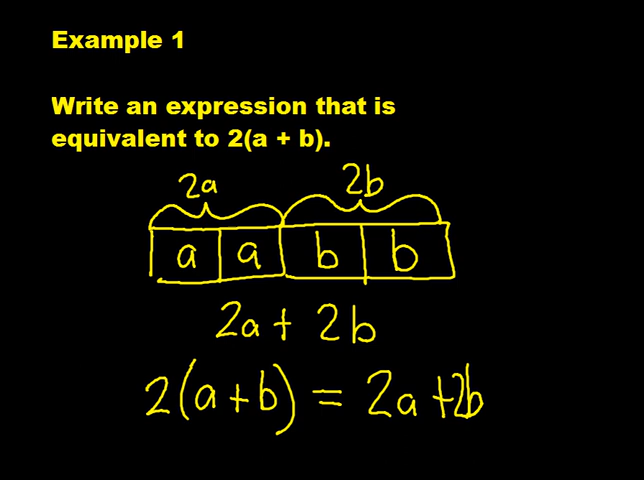 Example 1
Write an expression that is
equivalent to 2(a + b).
2a 2b
a a b b
2a + 2b
2(a+b) = 2a+2b